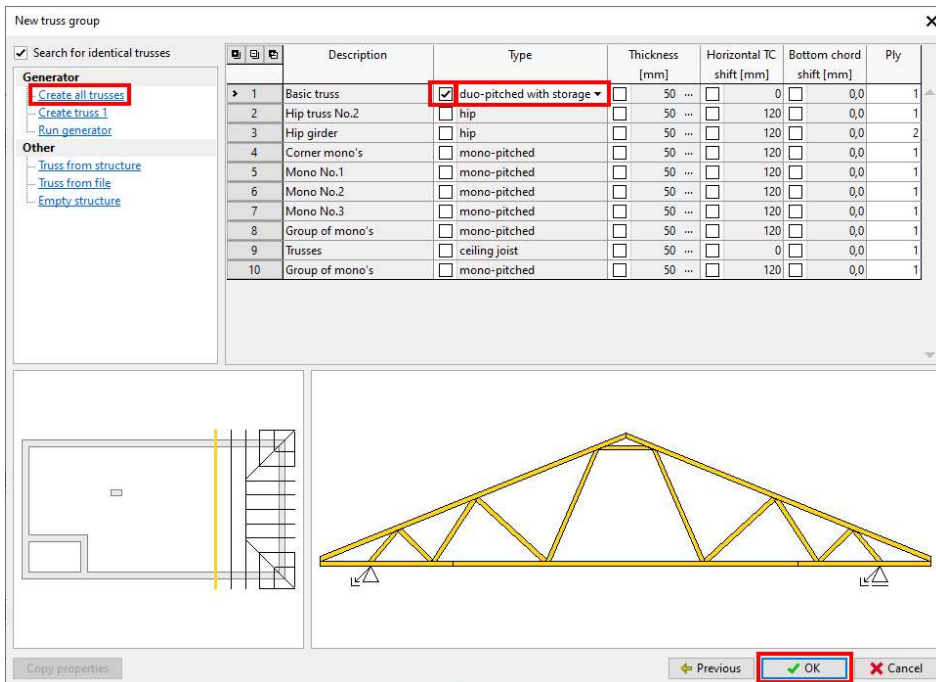 New truss group
Search for identical trusses
Generator
Create all trusses
Create truss 1
Run generator
Other
Truss from structure
Truss from file
Empty structure
Description Type Thickness [mm] Horizontal TC shift [mm] Bottom chord shift [mm] Ply
1 Basic truss duo-pitched with storage 50 ... 0 0,0 1
2 Hip truss No.2 hip 50 ... 120 0,0 1
3 Hip girder hip 50 ... 120 0,0 2
4 Corner mono's mono-pitched 50 ... 120 0,0 1
5 Mono No.1 mono-pitched 50 ... 120 0,0 1
6 Mono No.2 mono-pitched 50 ... 120 0,0 1
7 Mono No.3 mono-pitched 50 ... 120 0,0 1
8 Group of mono's mono-pitched 50 ... 120 0,0 1
9 Trusses ceiling joist 50 ... 0 0,0 1
10 Group of mono's mono-pitched 50 ... 120 0,0 1
Copy properties
Previous
OK
Cancel